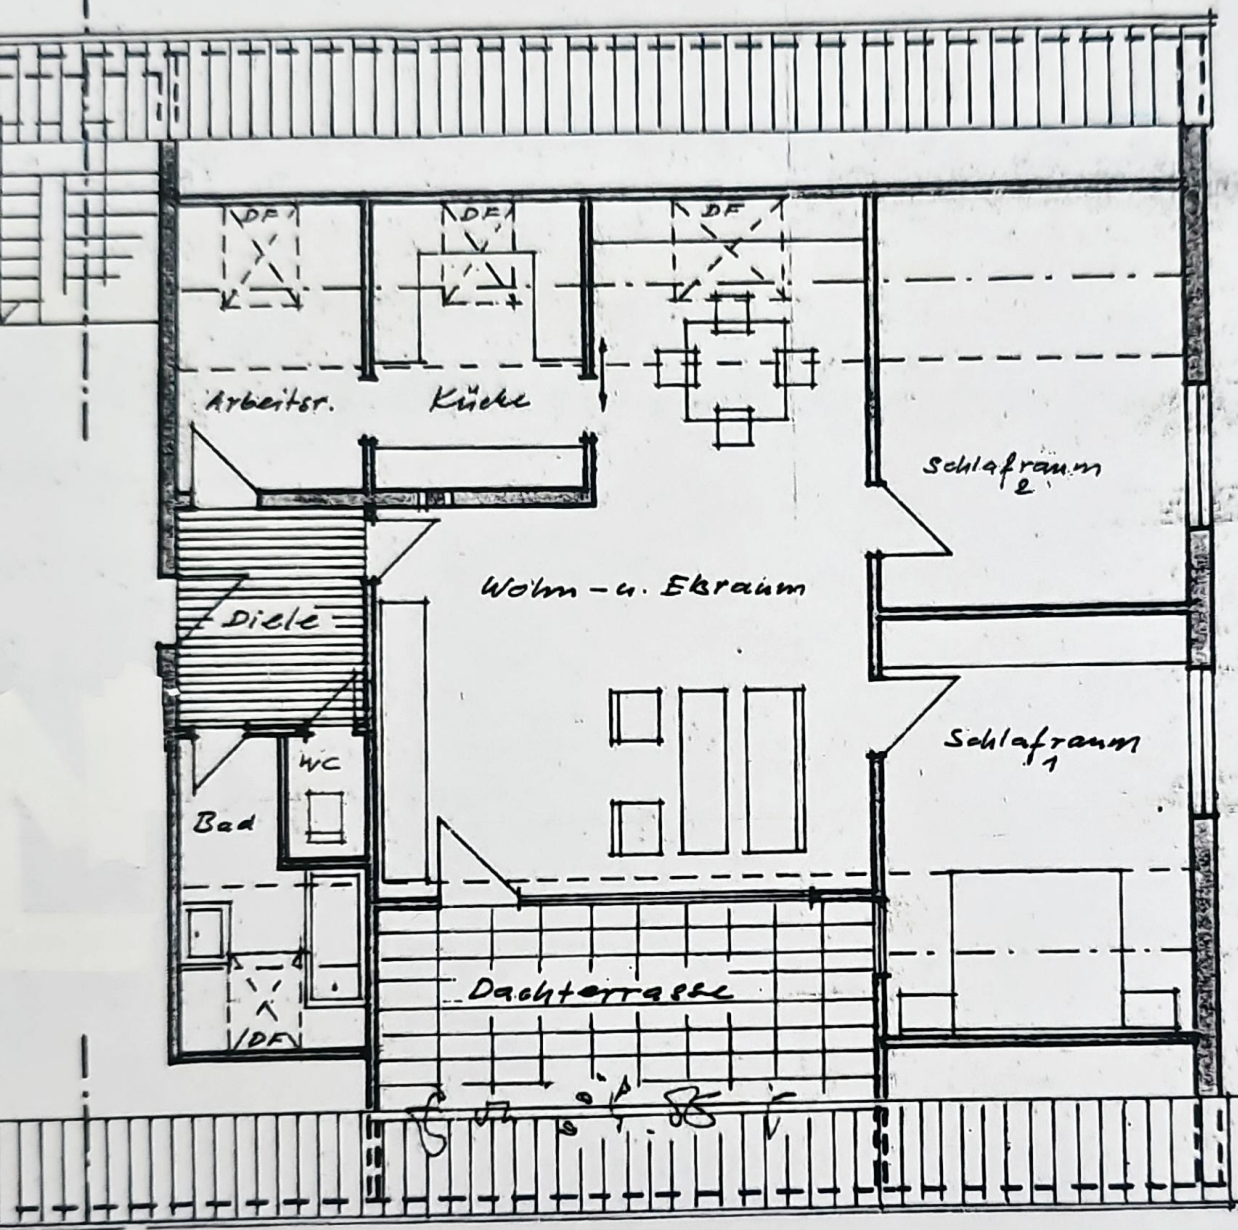 DF
DF
DF
Arbeitsr.
Küche
Schlafraum
2
Wohn-u. Eßraum
Diele
Schlafraum
1
WC
Bad
Dachterrasse
DF